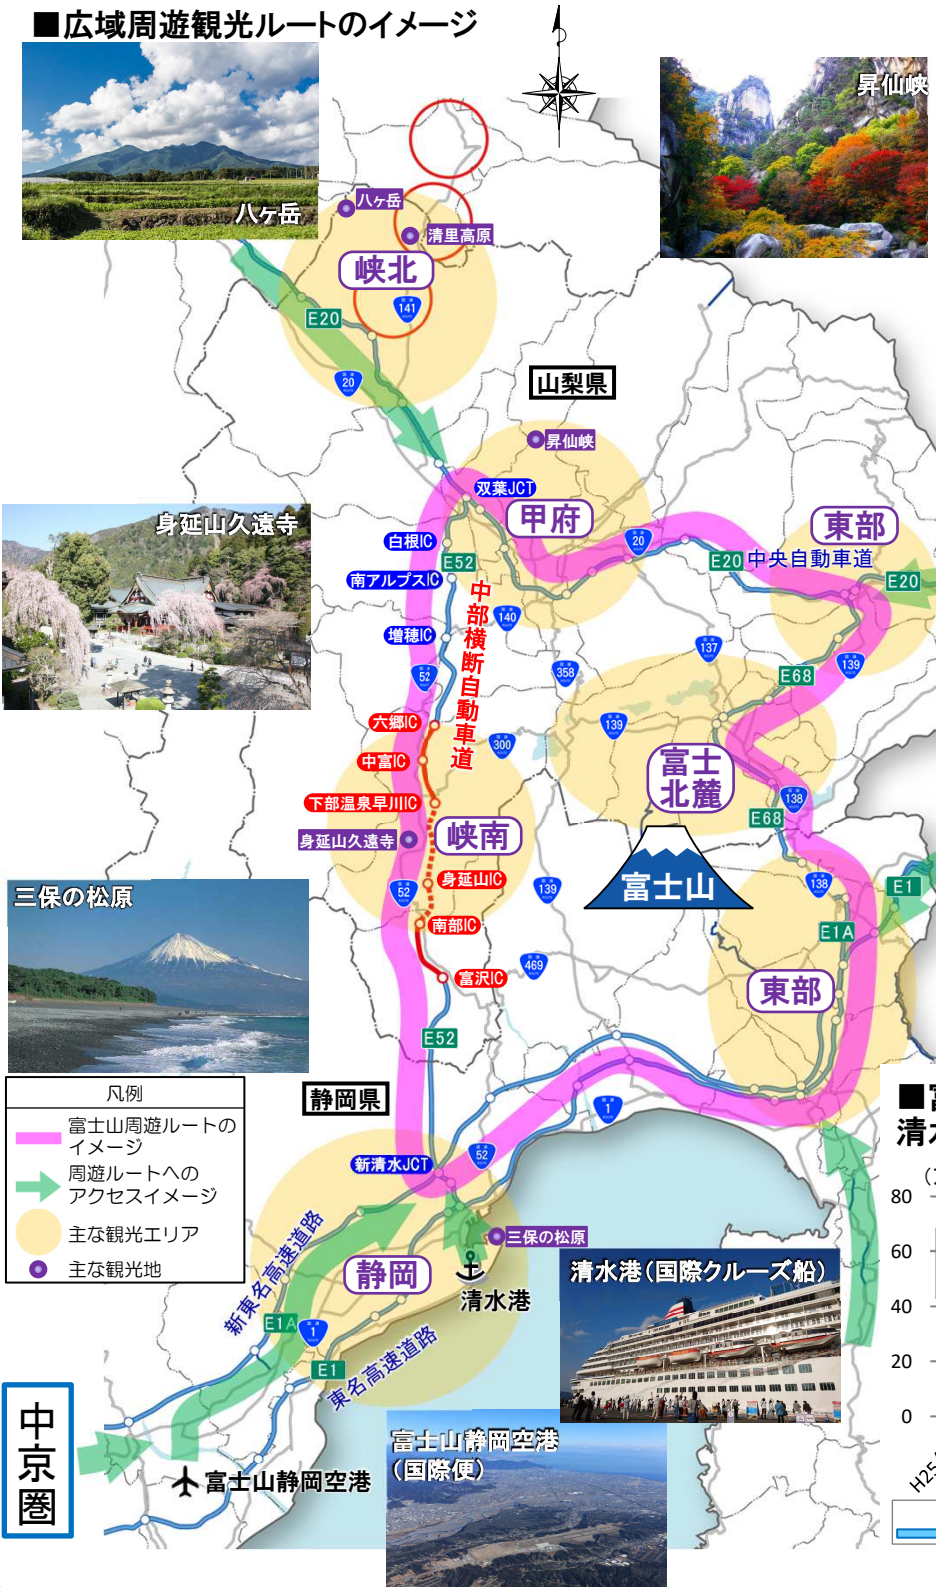 ■広域周遊観光ルートのイメージ
八ヶ岳
昇仙峡
八ヶ岳
清里高原
峡北
141
E20
20
山梨県
昇仙峡
双葉JCT
甲府
東部
身延山久遠寺
白根IC
E52
南アルプスIC
中部横断自動車道
20
E20
中央自動車道
E20
140
増穂IC
137
139
52
358
E68
六郷IC
139
300
中富IC
富士
北麓
下部温泉早川IC
138
E68
身延山久遠寺
峡南
富士山
身延山IC
52
139
138
E1
三保の松原
南部IC
E1A
469
富沢IC
東部
E52
凡例
富士山周遊ルートの
イメージ
周遊ルートへの
アクセスイメージ
主な観光エリア
主な観光地
静岡県
1
新清水JCT
52
三保の松原
静岡
清水港
清水港(国際クルーズ船)
新東名高速道路
E1A
1
E1
東名高速道路
中京圏
富士山静岡空港
富士山静岡空港
(国際便)
清水
80
60
40
20
0
H25